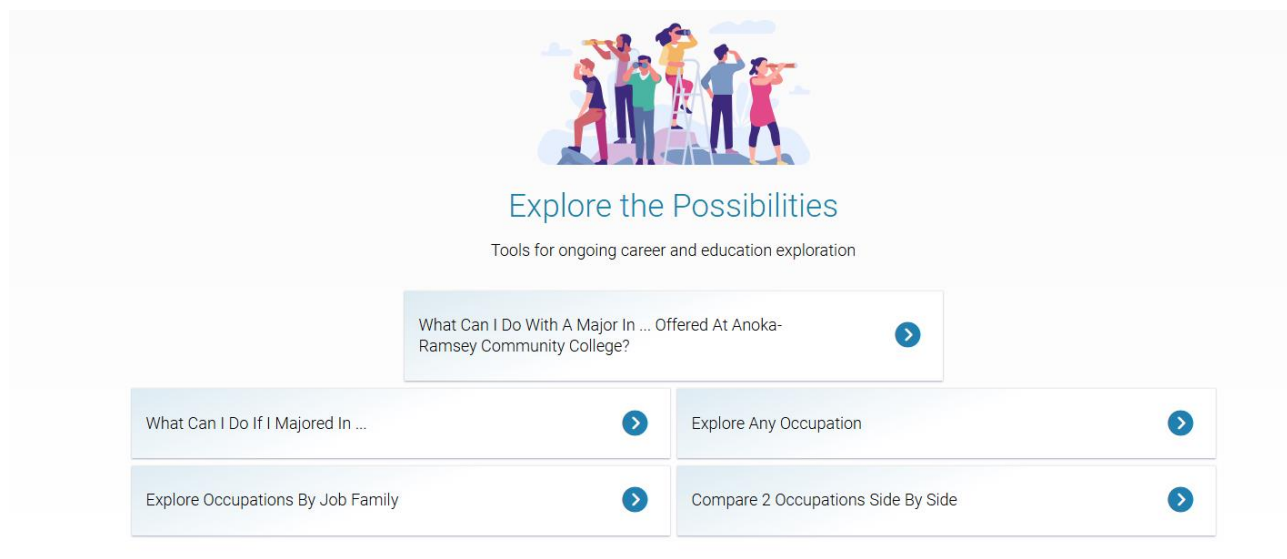 Explore the Possibilities
Tools for ongoing career and education exploration
What Can I Do With A Major In ... Offered At Anoka-
Ramsey Community College?
What Can I Do If I Majored In ...
Explore Any Occupation
Explore Occupations By Job Family
Compare 2 Occupations Side By Side